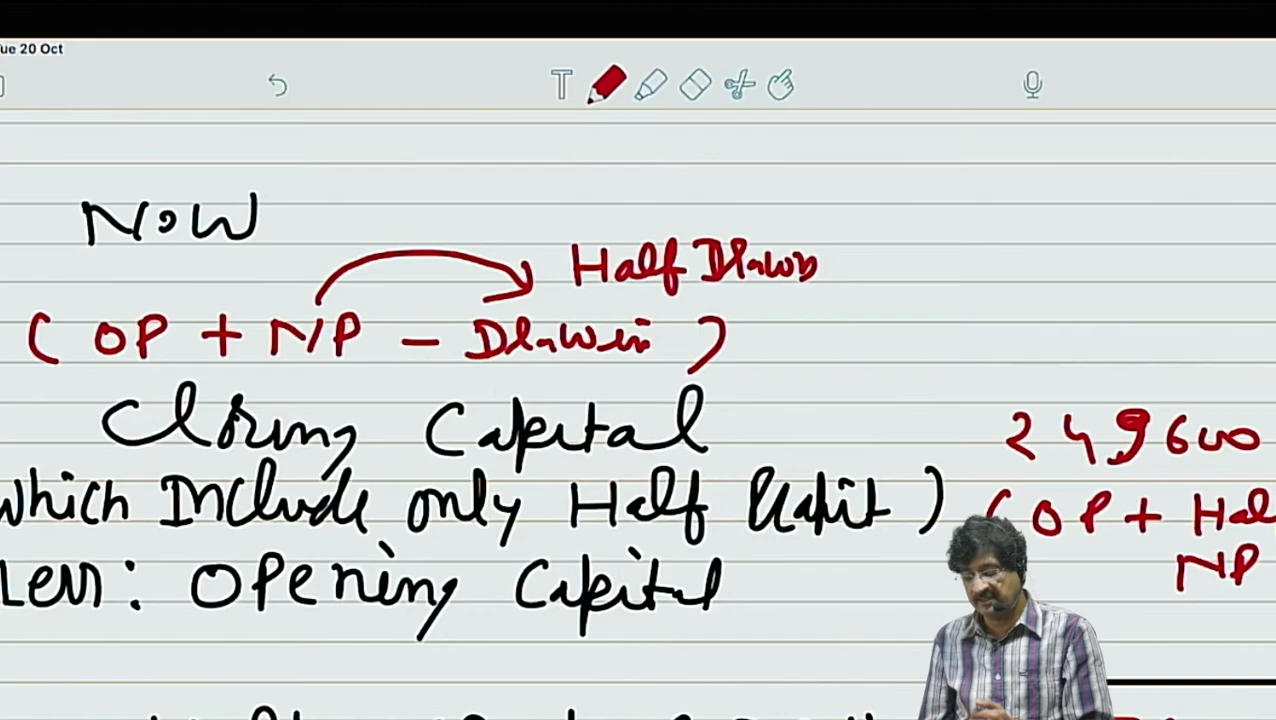 ue 20 Oct
T
NOW
Half Draws
( OP + NP - Drawin )
Closing Capital
249600
which Include only Half Profit )
( OP + Hal
NP
Less: Opening Capital